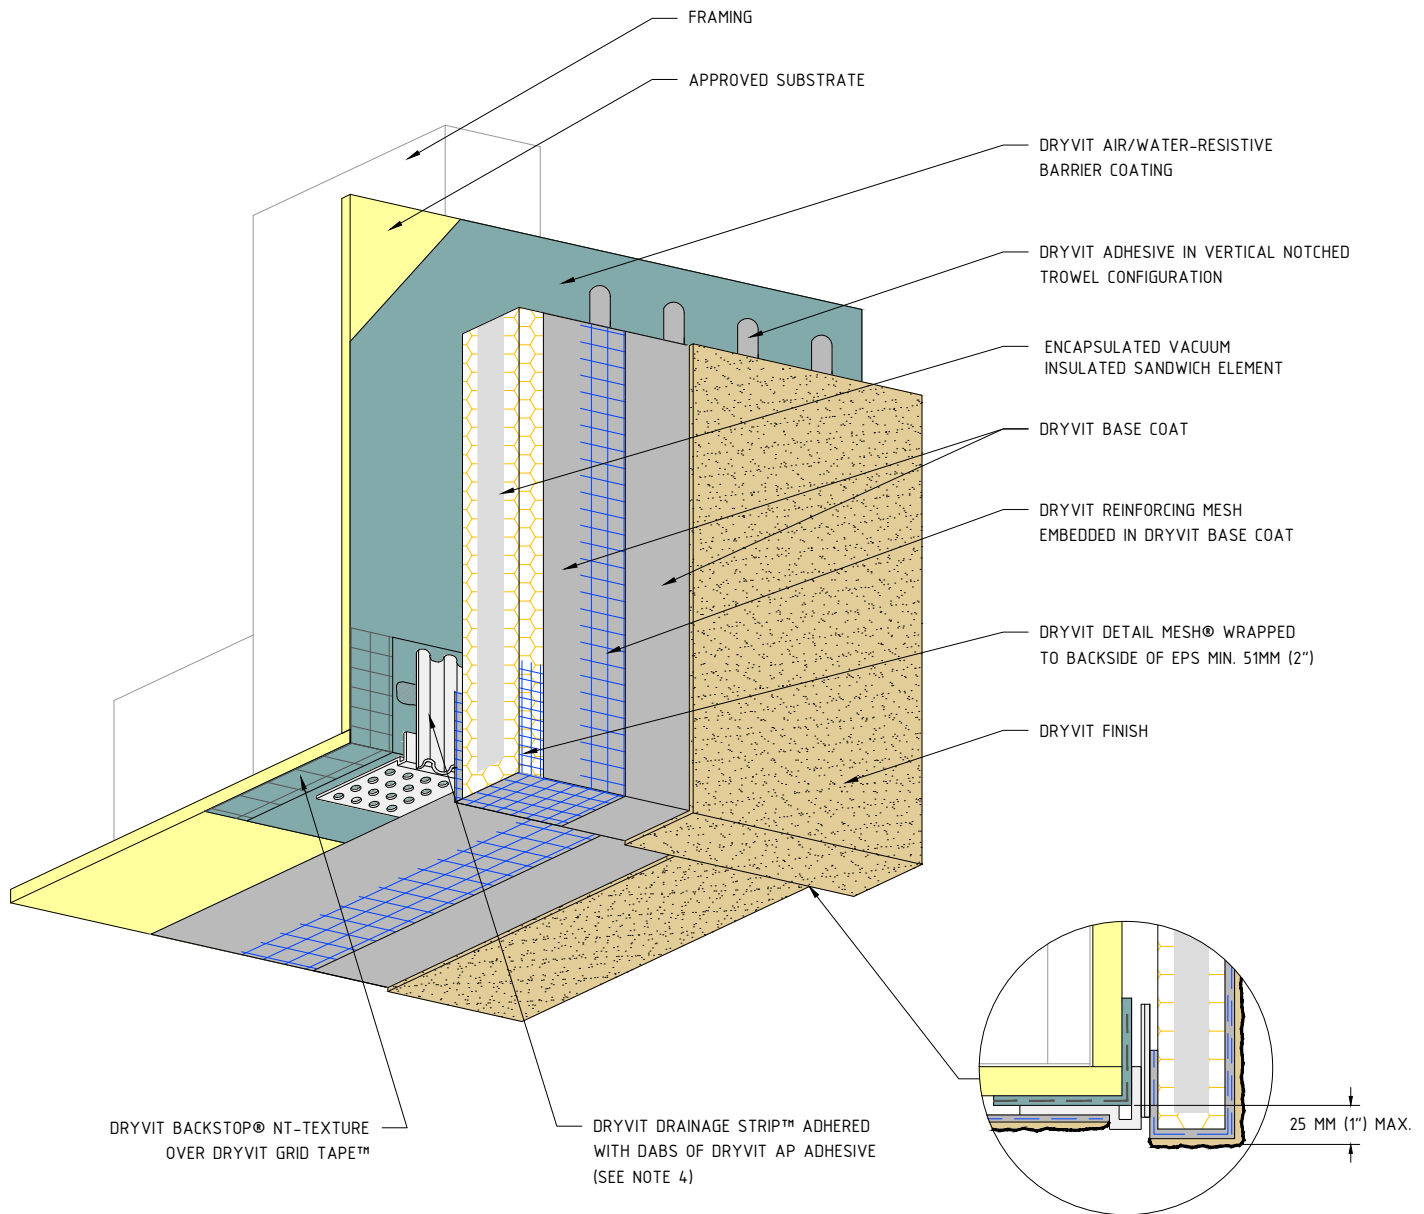 FRAMING
APPROVED SUBSTRATE
DRYVIT AIR/WATER-RESISTIVE
BARRIER COATING
DRYVIT ADHESIVE IN VERTICAL NOTCHED
TROWEL CONFIGURATION
ENCAPSULATED VACUUM
INSULATED SANDWICH ELEMENT
DRYVIT BASE COAT
DRYVIT REINFORCING MESH
EMBEDDED IN DRYVIT BASE COAT
DRYVIT DETAIL MESH® WRAPPED
TO BACKSIDE OF EPS MIN. 51MM (2")
DRYVIT FINISH
25 MM (1") MAX.
DRYVIT BACKSTOP® NT-TEXTURE
OVER DRYVIT GRID TAPE™
DRYVIT DRAINAGE STRIP™ ADHERED
WITH DABS OF DRYVIT AP ADHESIVE
(SEE NOTE 4)